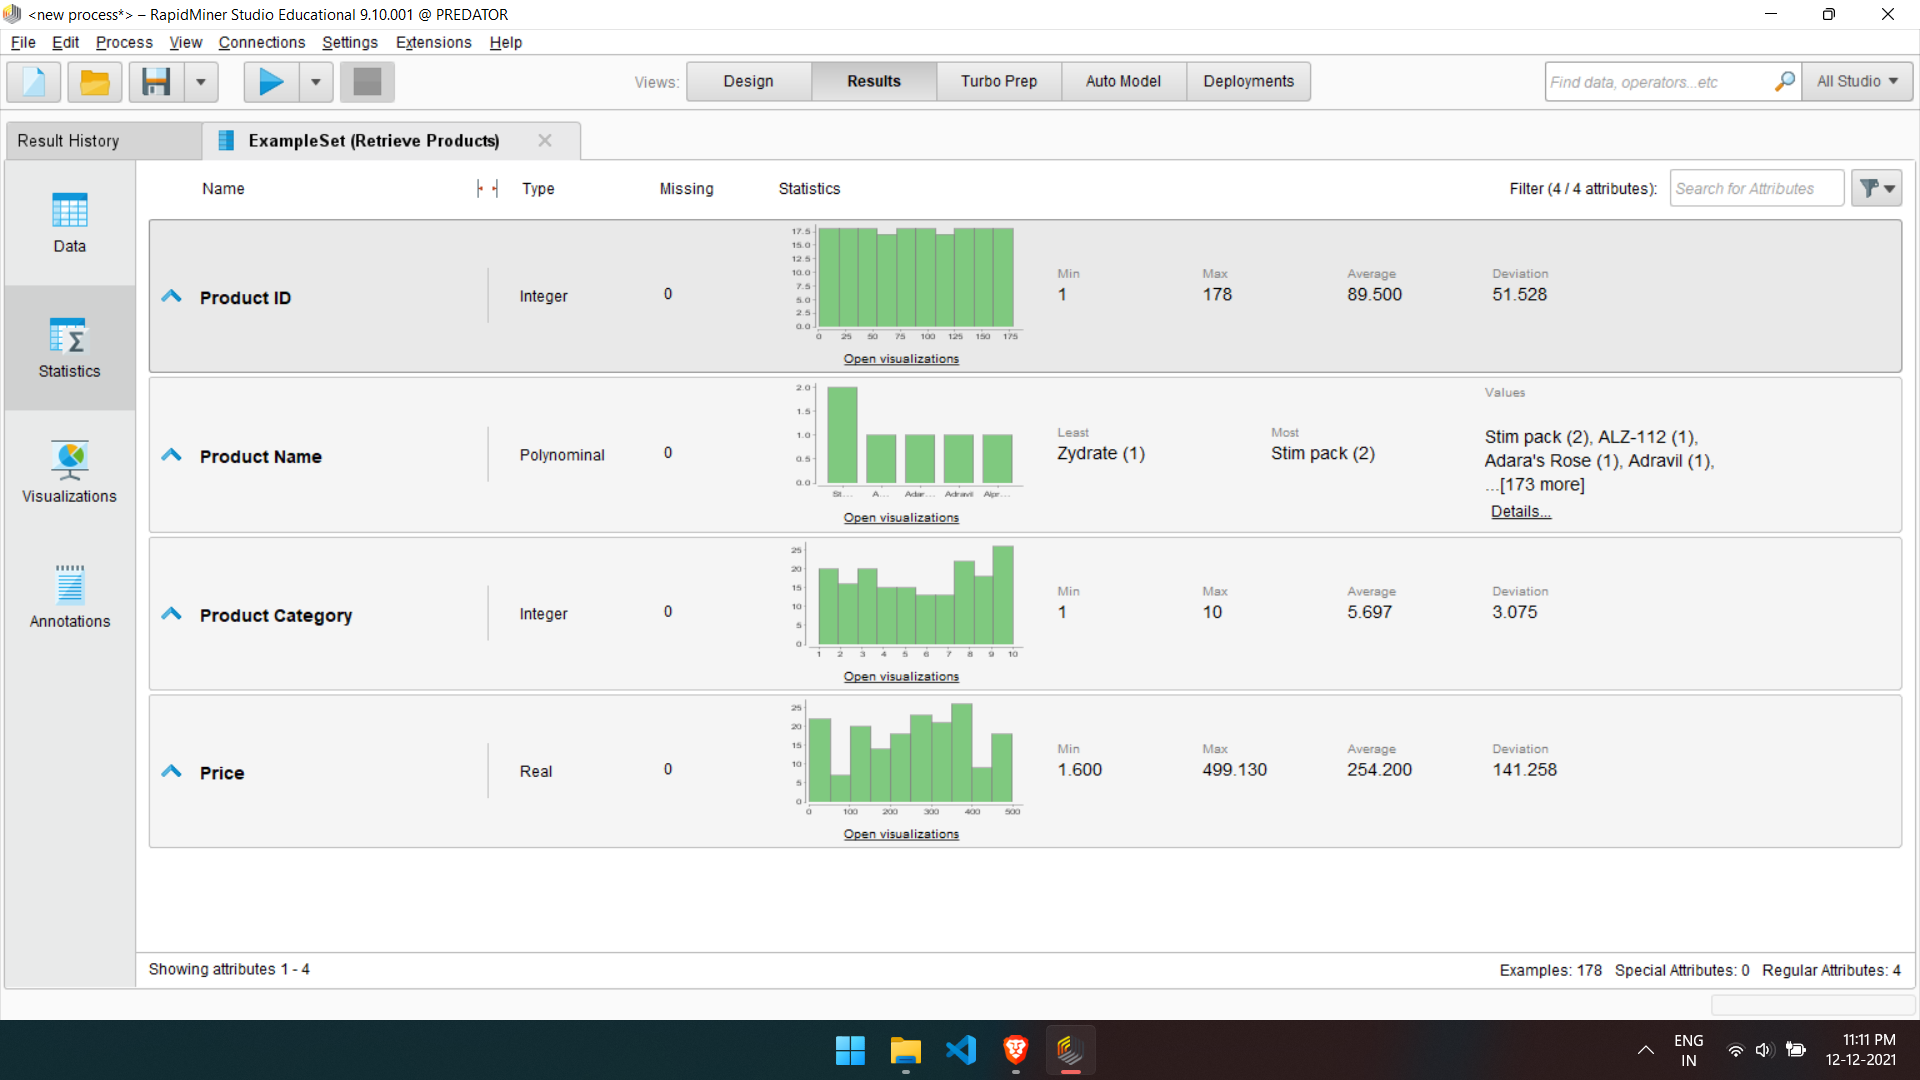 <new process*> – RapidMiner Studio Educational 9.10.001 @ PREDATOR
File Edit Process View Connections Settings Extensions Help
Views: Design Results Turbo Prep Auto Model Deployments Find data, operators...etc All Studio
Result History ExampleSet (Retrieve Products)
Name Type Missing Statistics Filter (4 / 4 attributes): Search for Attributes
Data
Statistics
Visualizations
Annotations
17.5
15.0
12.5
10.0
7.5
5.0
2.5
0.0
0 25 50 75 100 125 150 175
Open visualizations
Product ID Integer 0
Min Max Average Deviation
1 178 89.500 51.528
2.0
1.5
1.0
0.5
0.0
St... A... Adar... Adravil Alpr...
Open visualizations
Product Name Polynominal 0
Least Most Values
Zydrate (1) Stim pack (2)
Stim pack (2), ALZ-112 (1),
Adara's Rose (1), Adravil (1),
...[173 more]
Details...
25
20
15
10
5
0
1 2 3 4 5 6 7 8 9 10
Open visualizations
Product Category Integer 0
Min Max Average Deviation
1 10 5.697 3.075
25
20
15
10
5
0
0 100 200 300 400 500
Open visualizations
Price Real 0
Min Max Average Deviation
1.600 499.130 254.200 141.258
Showing attributes 1 - 4
Examples: 178 Special Attributes: 0 Regular Attributes: 4
ENG
IN
11:11 PM
12-12-2021